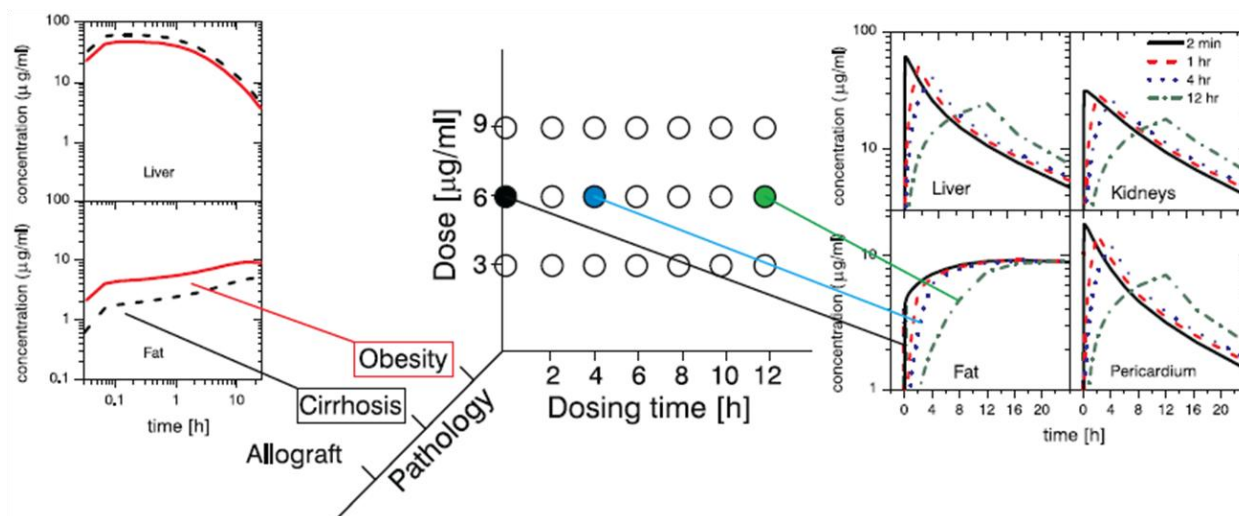 concentration (μ g/ml)
100
10
1
Liver
100
concentration (μ g/ml)
10
1
Fat
0.1
0.1 1 10
time [h]
Obesity
Cirrhosis
Allograft
Pathology
Dose [μg/ml]
9
6
3
2 4 6 8 10 12
Dosing time [h]
concentration (μg/ml)
100
10
Liver
Kidneys
2 min
1 hr
4 hr
12 hr
concentration (μg/ml)
10
1
Fat
Pericardium
0 4 8 12 16 20
0 4 8 12 16 20
time [h]